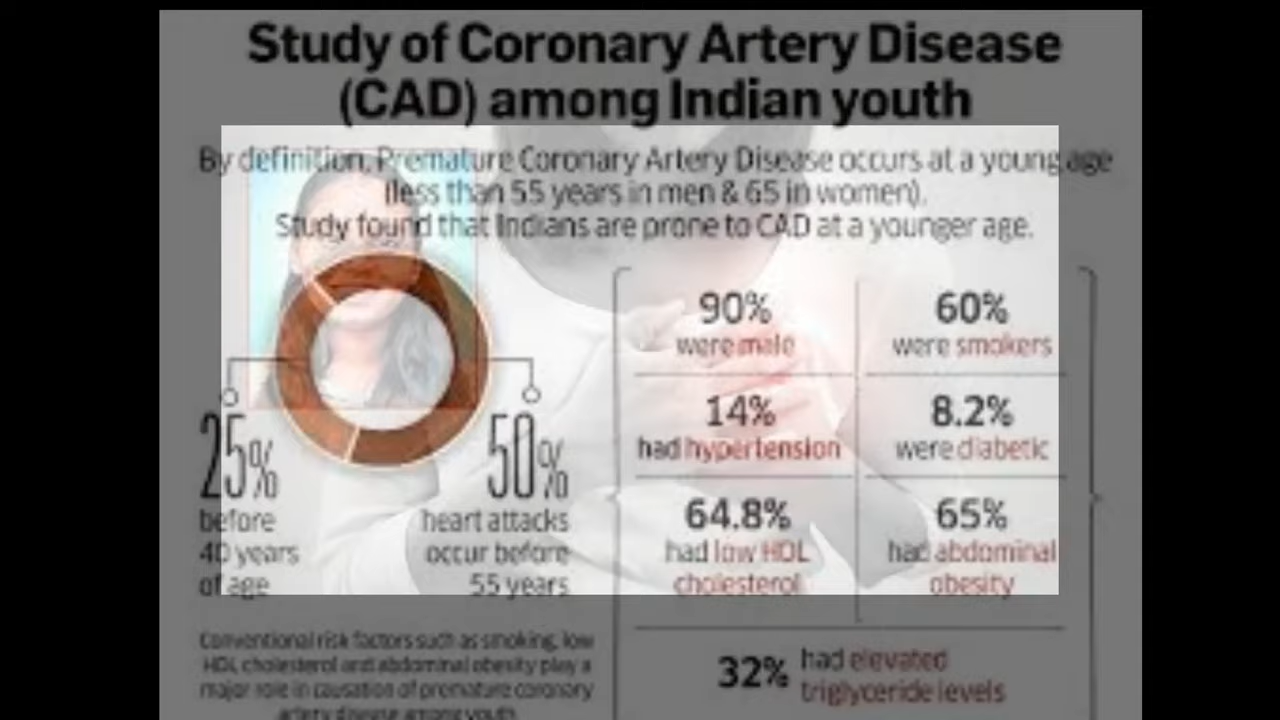 Study of Coronary Artery Disease
(CAD) among Indian youth
By definition, Premature Coronary Artery Disease occurs at a young age
(less than 55 years in men & 65 in women).
Study found that Indians are prone to CAD at a younger age.
25%
before
40 years
of age
50%
heart attacks
occur before
55 years
90%
were male
60%
were smokers
14%
had hypertension
8.2%
were diabetic
64.8%
had low HDL
cholesterol
65%
had abdominal
obesity
32% had elevated
triglyceride levels
Conventional risk factors such as smoking, low
HDL cholesterol and abdominal obesity play a
major role in causation of premature coronary
artery disease among youth.